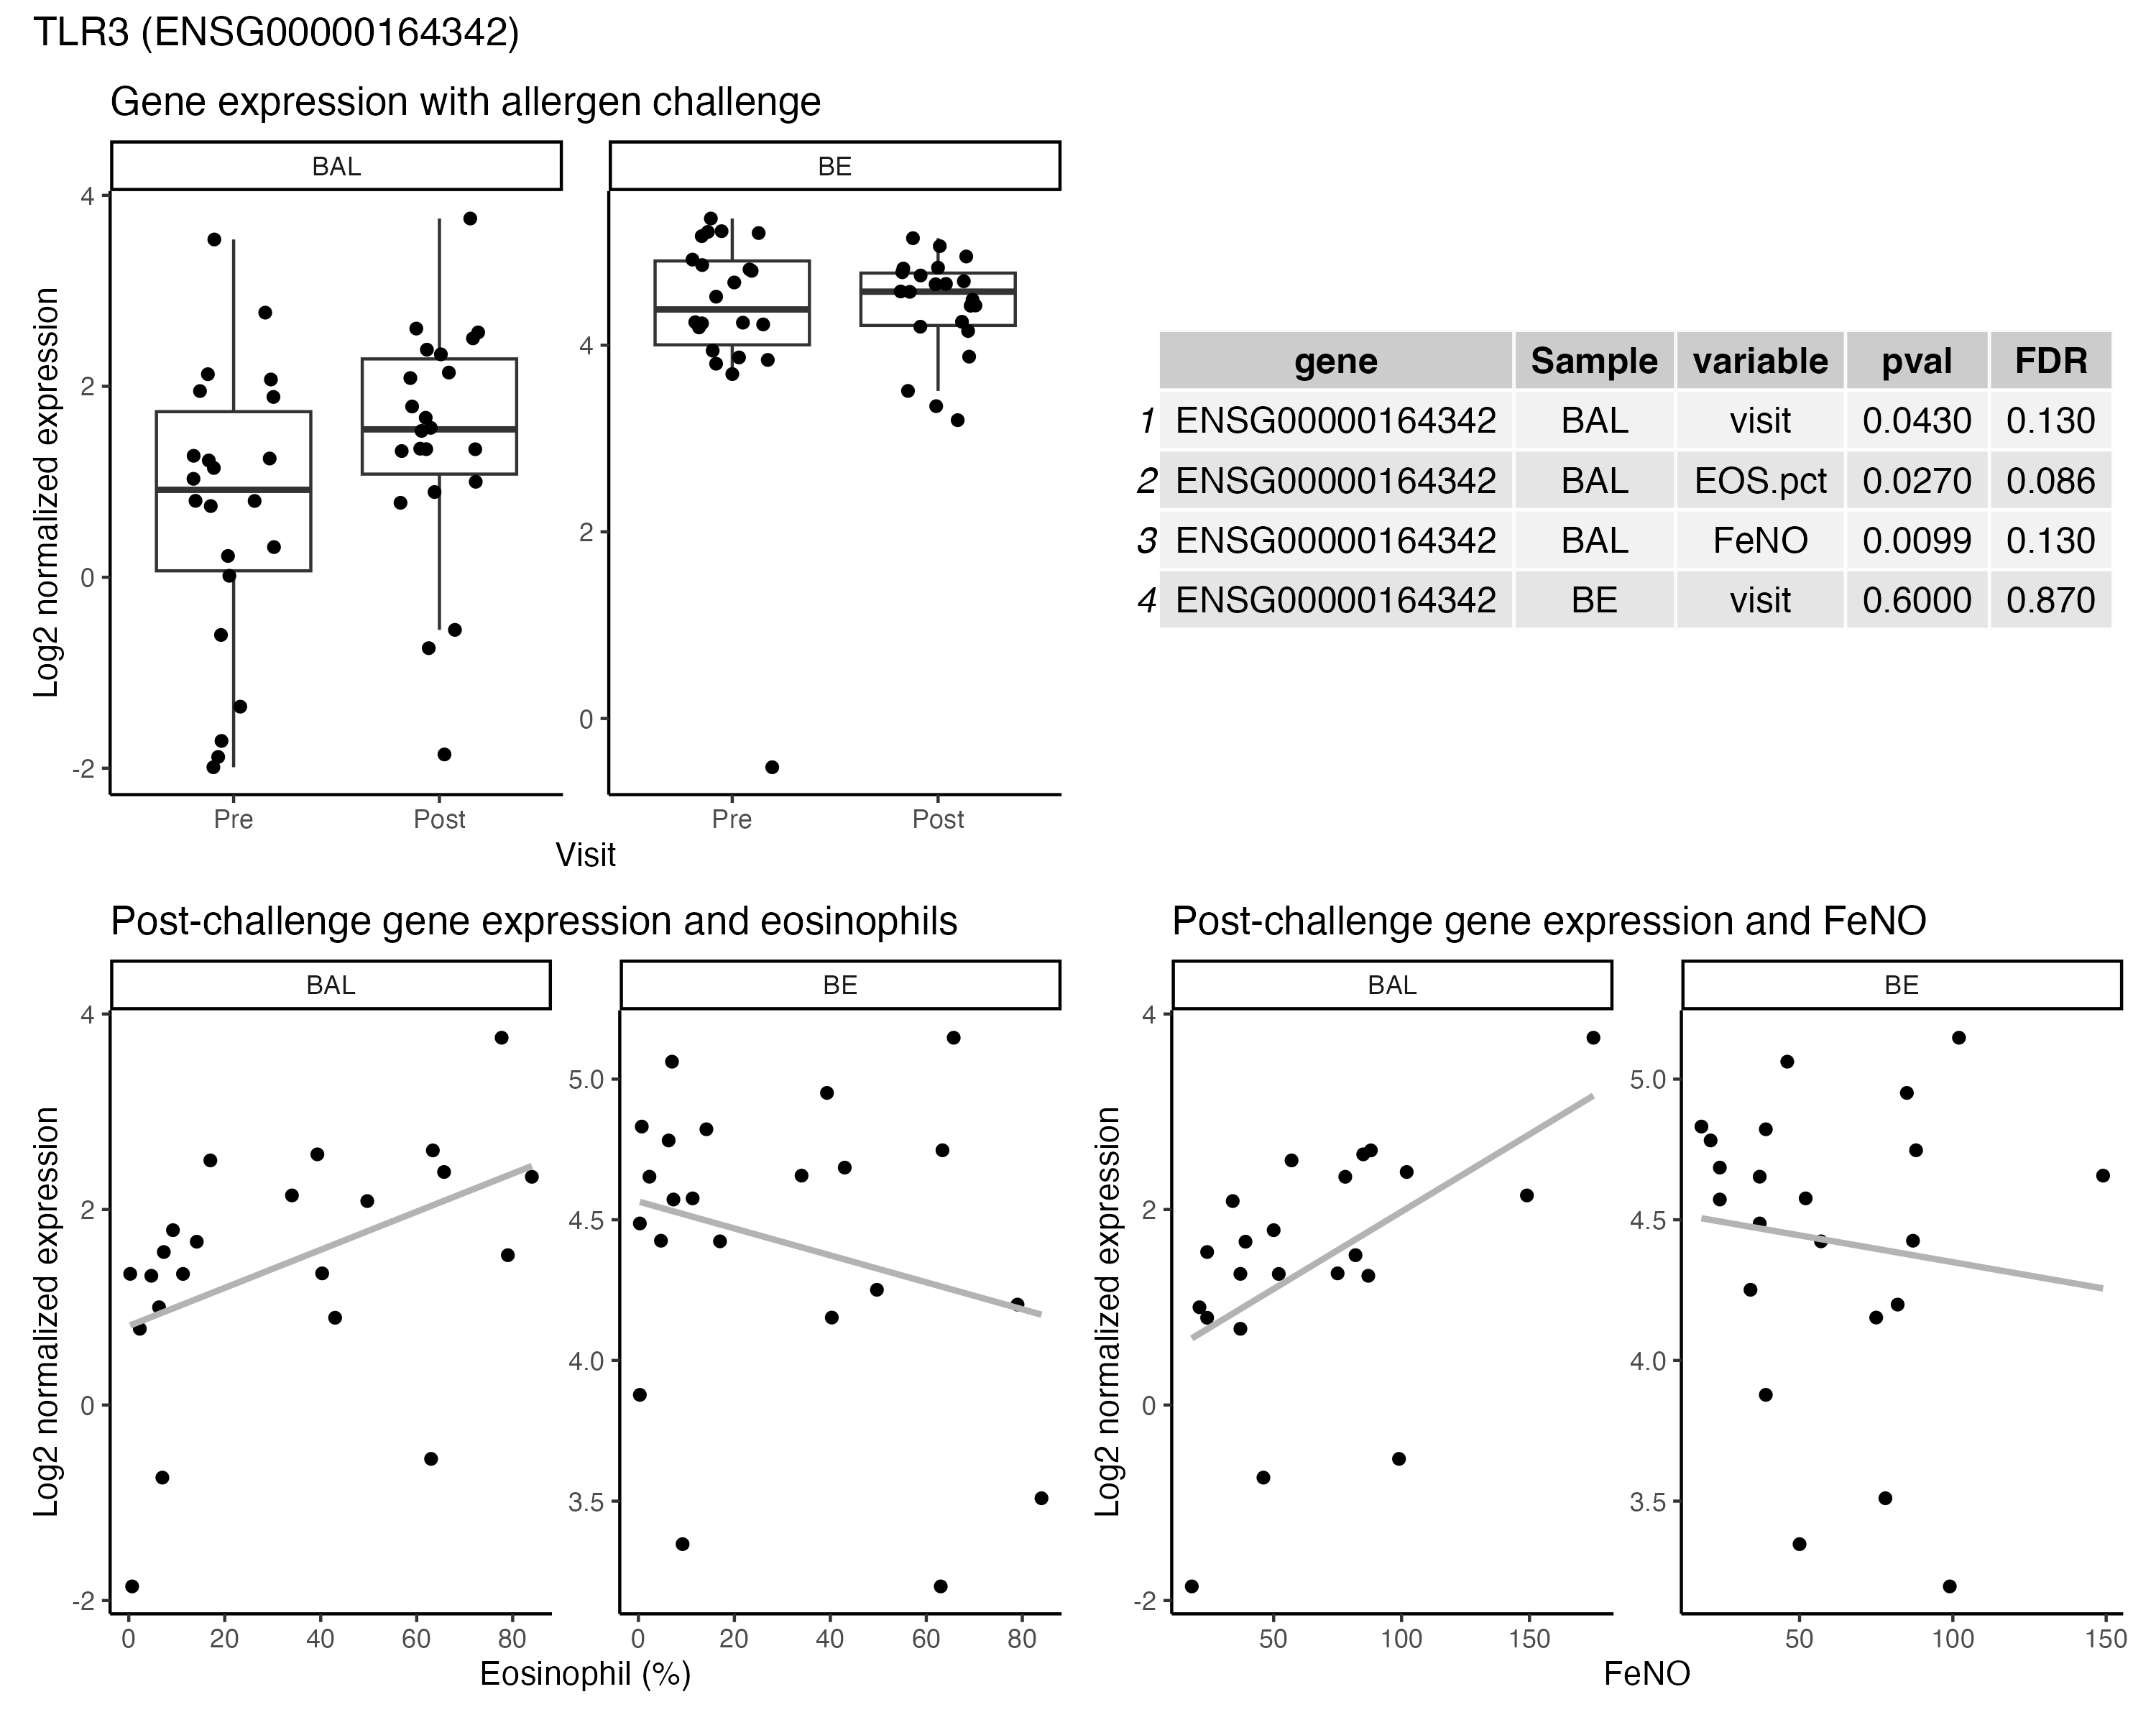 TLR3 (ENSG00000164342)
Gene expression with allergen challenge
BAL
BE
Log2 normalized expression
4
2
0
-2
4
2
0
Pre
Post
Pre
Post
Visit
gene Sample variable pval FDR
1 ENSG00000164342 BAL visit 0.0430 0.130
2 ENSG00000164342 BAL EOS.pct 0.0270 0.086
3 ENSG00000164342 BAL FeNO 0.0099 0.130
4 ENSG00000164342 BE visit 0.6000 0.870
Post-challenge gene expression and eosinophils
BAL
BE
Log2 normalized expression
4
2
0
-2
5.0
4.5
4.0
3.5
0 20 40 60 80
0 20 40 60 80
Eosinophil (%)
Post-challenge gene expression and FeNO
BAL
BE
Log2 normalized expression
4
2
0
-2
5.0
4.5
4.0
3.5
50 100 150
50 100 150
FeNO